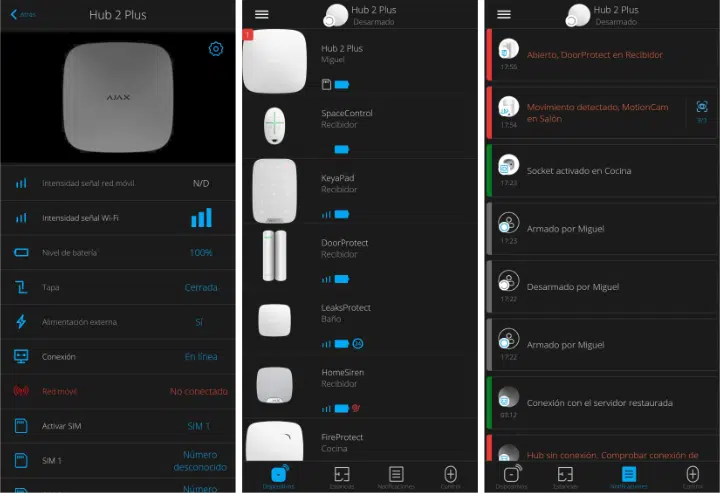 Atrás
Hub 2 Plus
AJAX
Intensidad señal red móvil N/D
Intensidad señal Wi-Fi
Nivel de batería 100%
Tapa Cerrada
Alimentación externa Sí
Conexión En línea
Red móvil No conectado
Activar SIM SIM 1
SIM 1 Número
desconocido
Número
Hub 2 Plus
Desarmado
1
Hub 2 Plus
Miguel
SpaceControl
Recibidor
KeyaPad
Recibidor
DoorProtect
Recibidor
LeaksProtect
Baño
24
HomeSiren
Recibidor
FireProtect
Cocina
Dispositivos Estancias Notificaciones Control
Hub 2 Plus
Desarmado
Abierto, DoorProtect en Recibidor
Movimiento detectado, MotionCam
en Salón
17:54
Socket activado en Cocina
17:23
Armado por Miguel
17:23
Desarmado por Miguel
17:22
Armado por Miguel
17:22
Conexión con el servidor restaurada
05:12
Hub sin conexión. Comprobar conexión de
Dispositivos Estancias Notificaciones Control